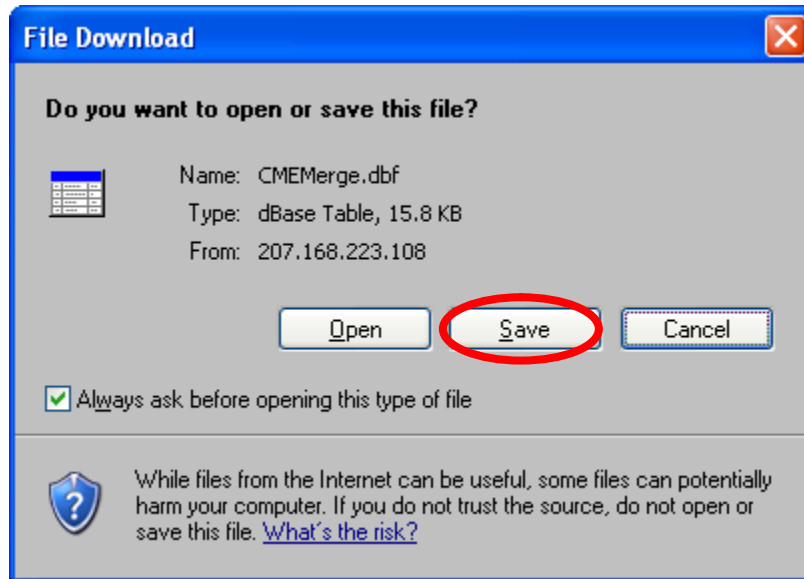 File Download
Do you want to open or save this file?
Name: CMEMerge.dbf
Type: dBase Table, 15.8 KB
From: 207.168.223.108
Open Save Cancel
Always ask before opening this type of file
While files from the Internet can be useful, some files can potentially
harm your computer. If you do not trust the source, do not open or
save this file. What's the risk?